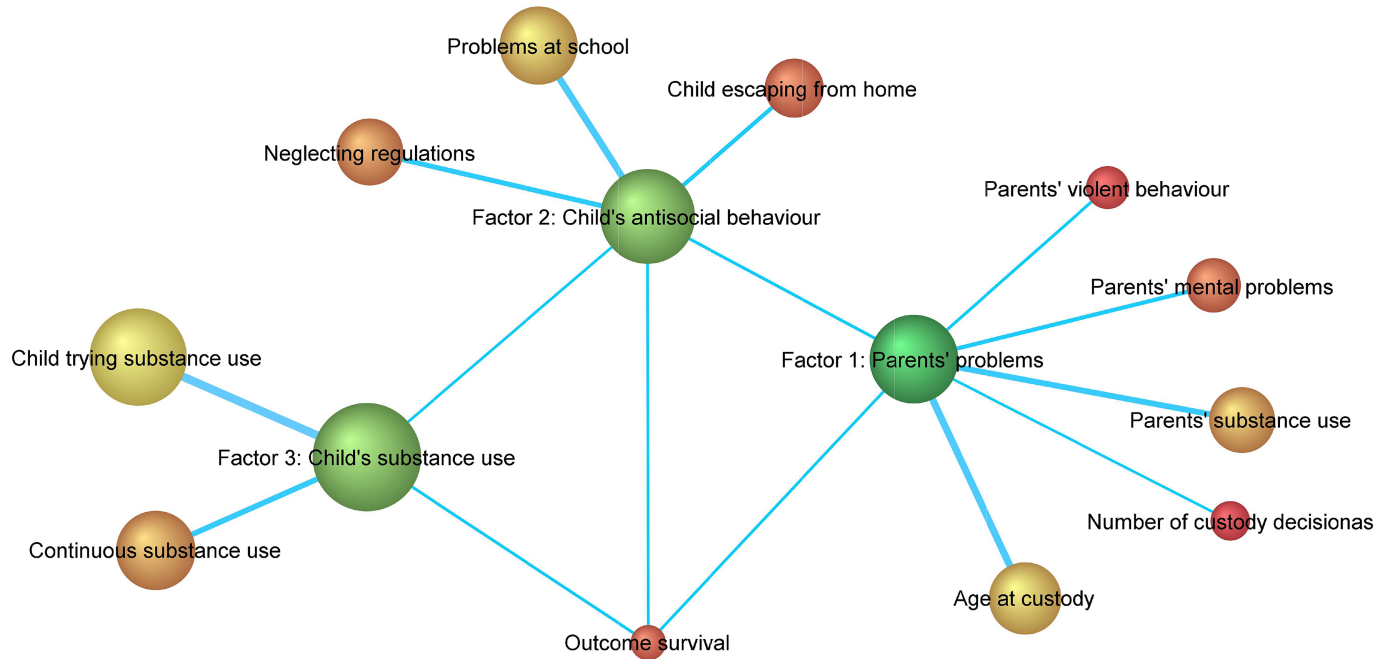 Problems at school
Child escaping from home
Neglecting regulations
Parents' violent behaviour
Factor 2: Child's antisocial behaviour
Parents' mental problems
Child trying substance use
Factor 1: Parents' problems
Parents' substance use
Factor 3: Child's substance use
Number of custody decisionas
Continuous substance use
Age at custody
Outcome survival